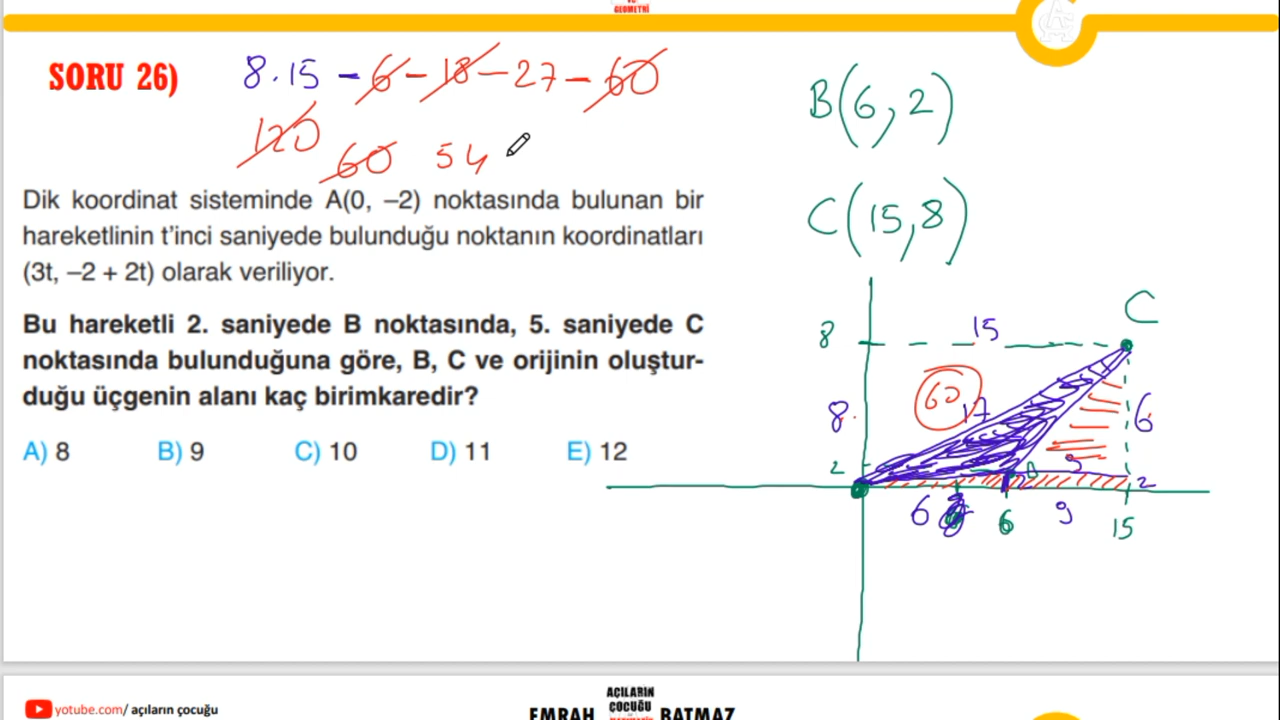 GEOMETRİ
SORU 26) 8.15 - 6 - 18 - 27 - 60
120 60 54
Dik koordinat sisteminde A(0, –2) noktasında bulunan bir
hareketlinin t'inci saniyede bulunduğu noktanın koordinatları
(3t, –2 + 2t) olarak veriliyor.
Bu hareketli 2. saniyede B noktasında, 5. saniyede C
noktasında bulunduğuna göre, B, C ve orijinin oluştur-
duğu üçgenin alanı kaç birimkaredir?
A) 8 B) 9 C) 10 D) 11 E) 12
B(6, 2)
C(15, 8)
C
8 15
60
8 17 6
2 B 9 2
6 6 9 15
yotube.com/ açıların çocuğu
AÇILARIN
ÇOCUĞU
EMRAH BATMAZ